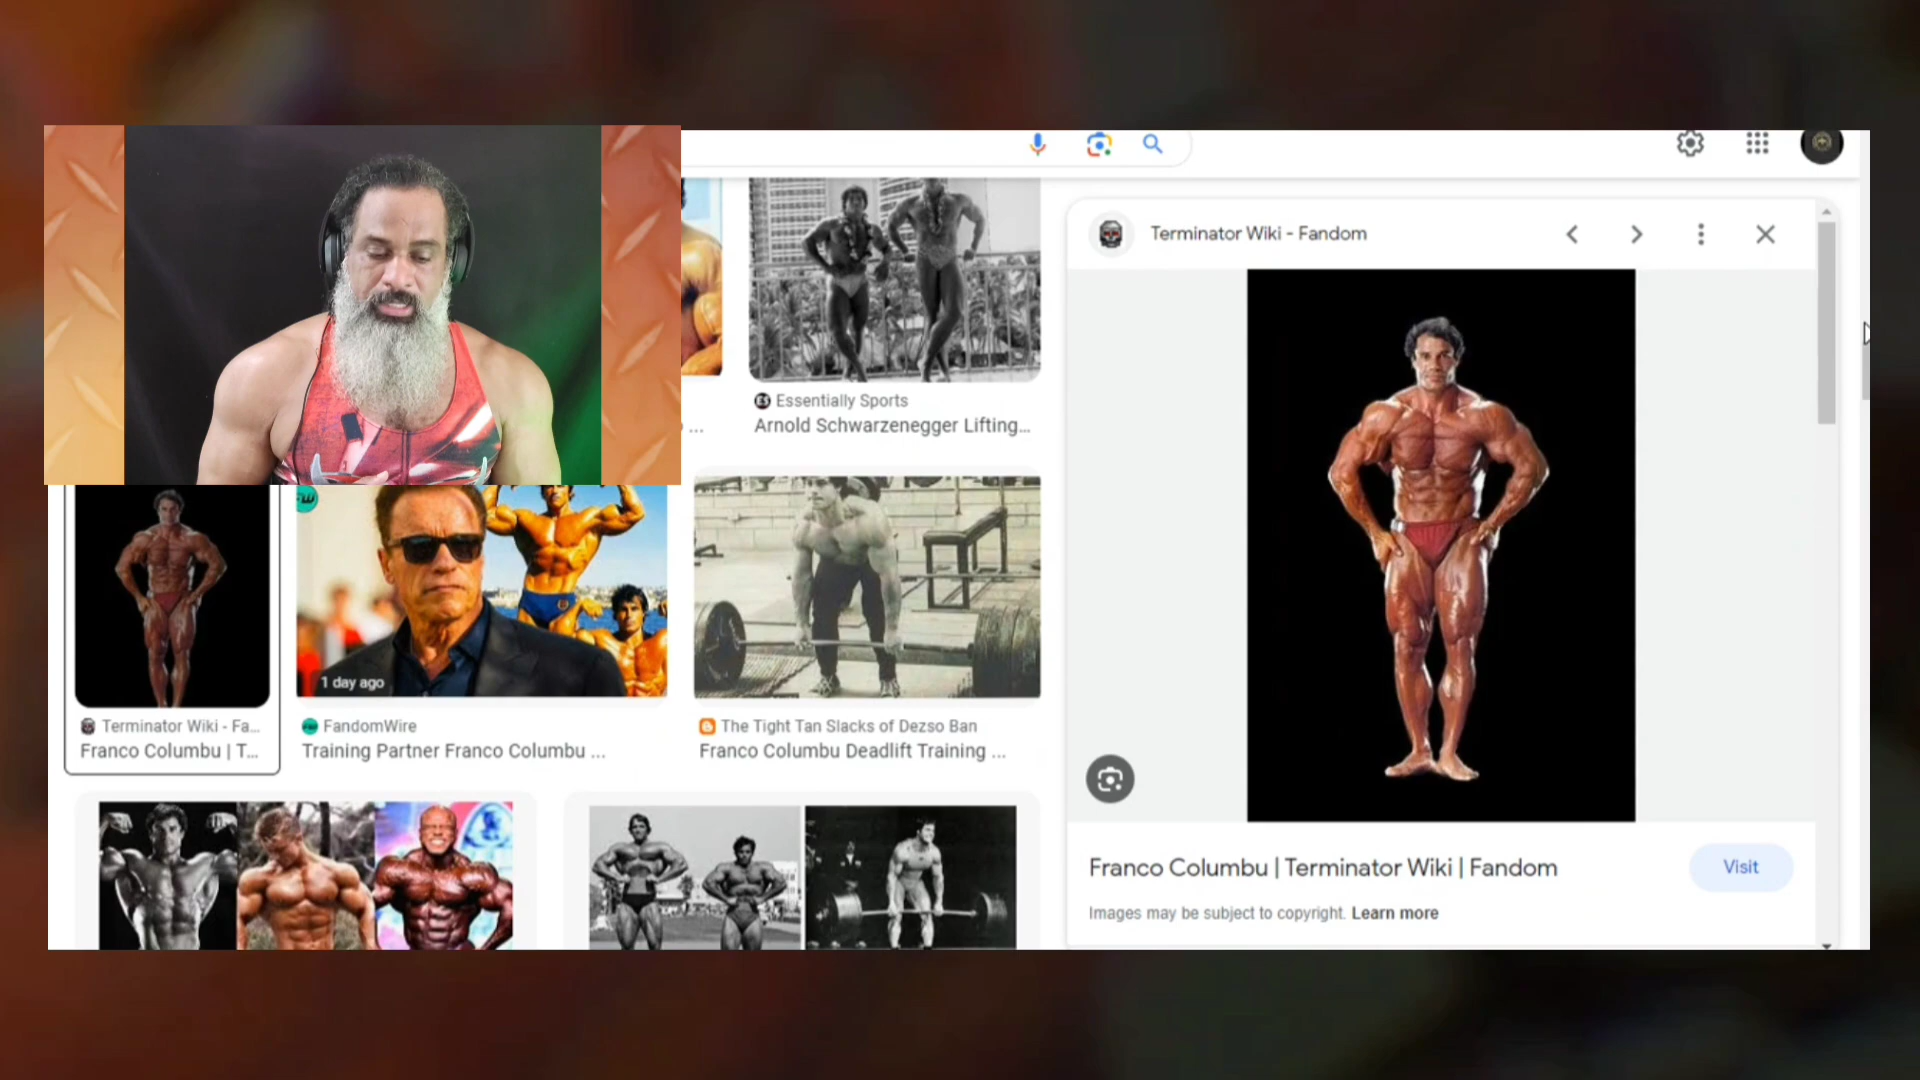 Terminator Wiki - Fandom
Essentially Sports
Arnold Schwarzenegger Lifting...
...
1 day ago
Terminator Wiki - Fa...
Franco Columbu | T...
FandomWire
Training Partner Franco Columbu ...
The Tight Tan Slacks of Dezso Ban
Franco Columbu Deadlift Training ...
Franco Columbu | Terminator Wiki | Fandom
Visit
Images may be subject to copyright. Learn more